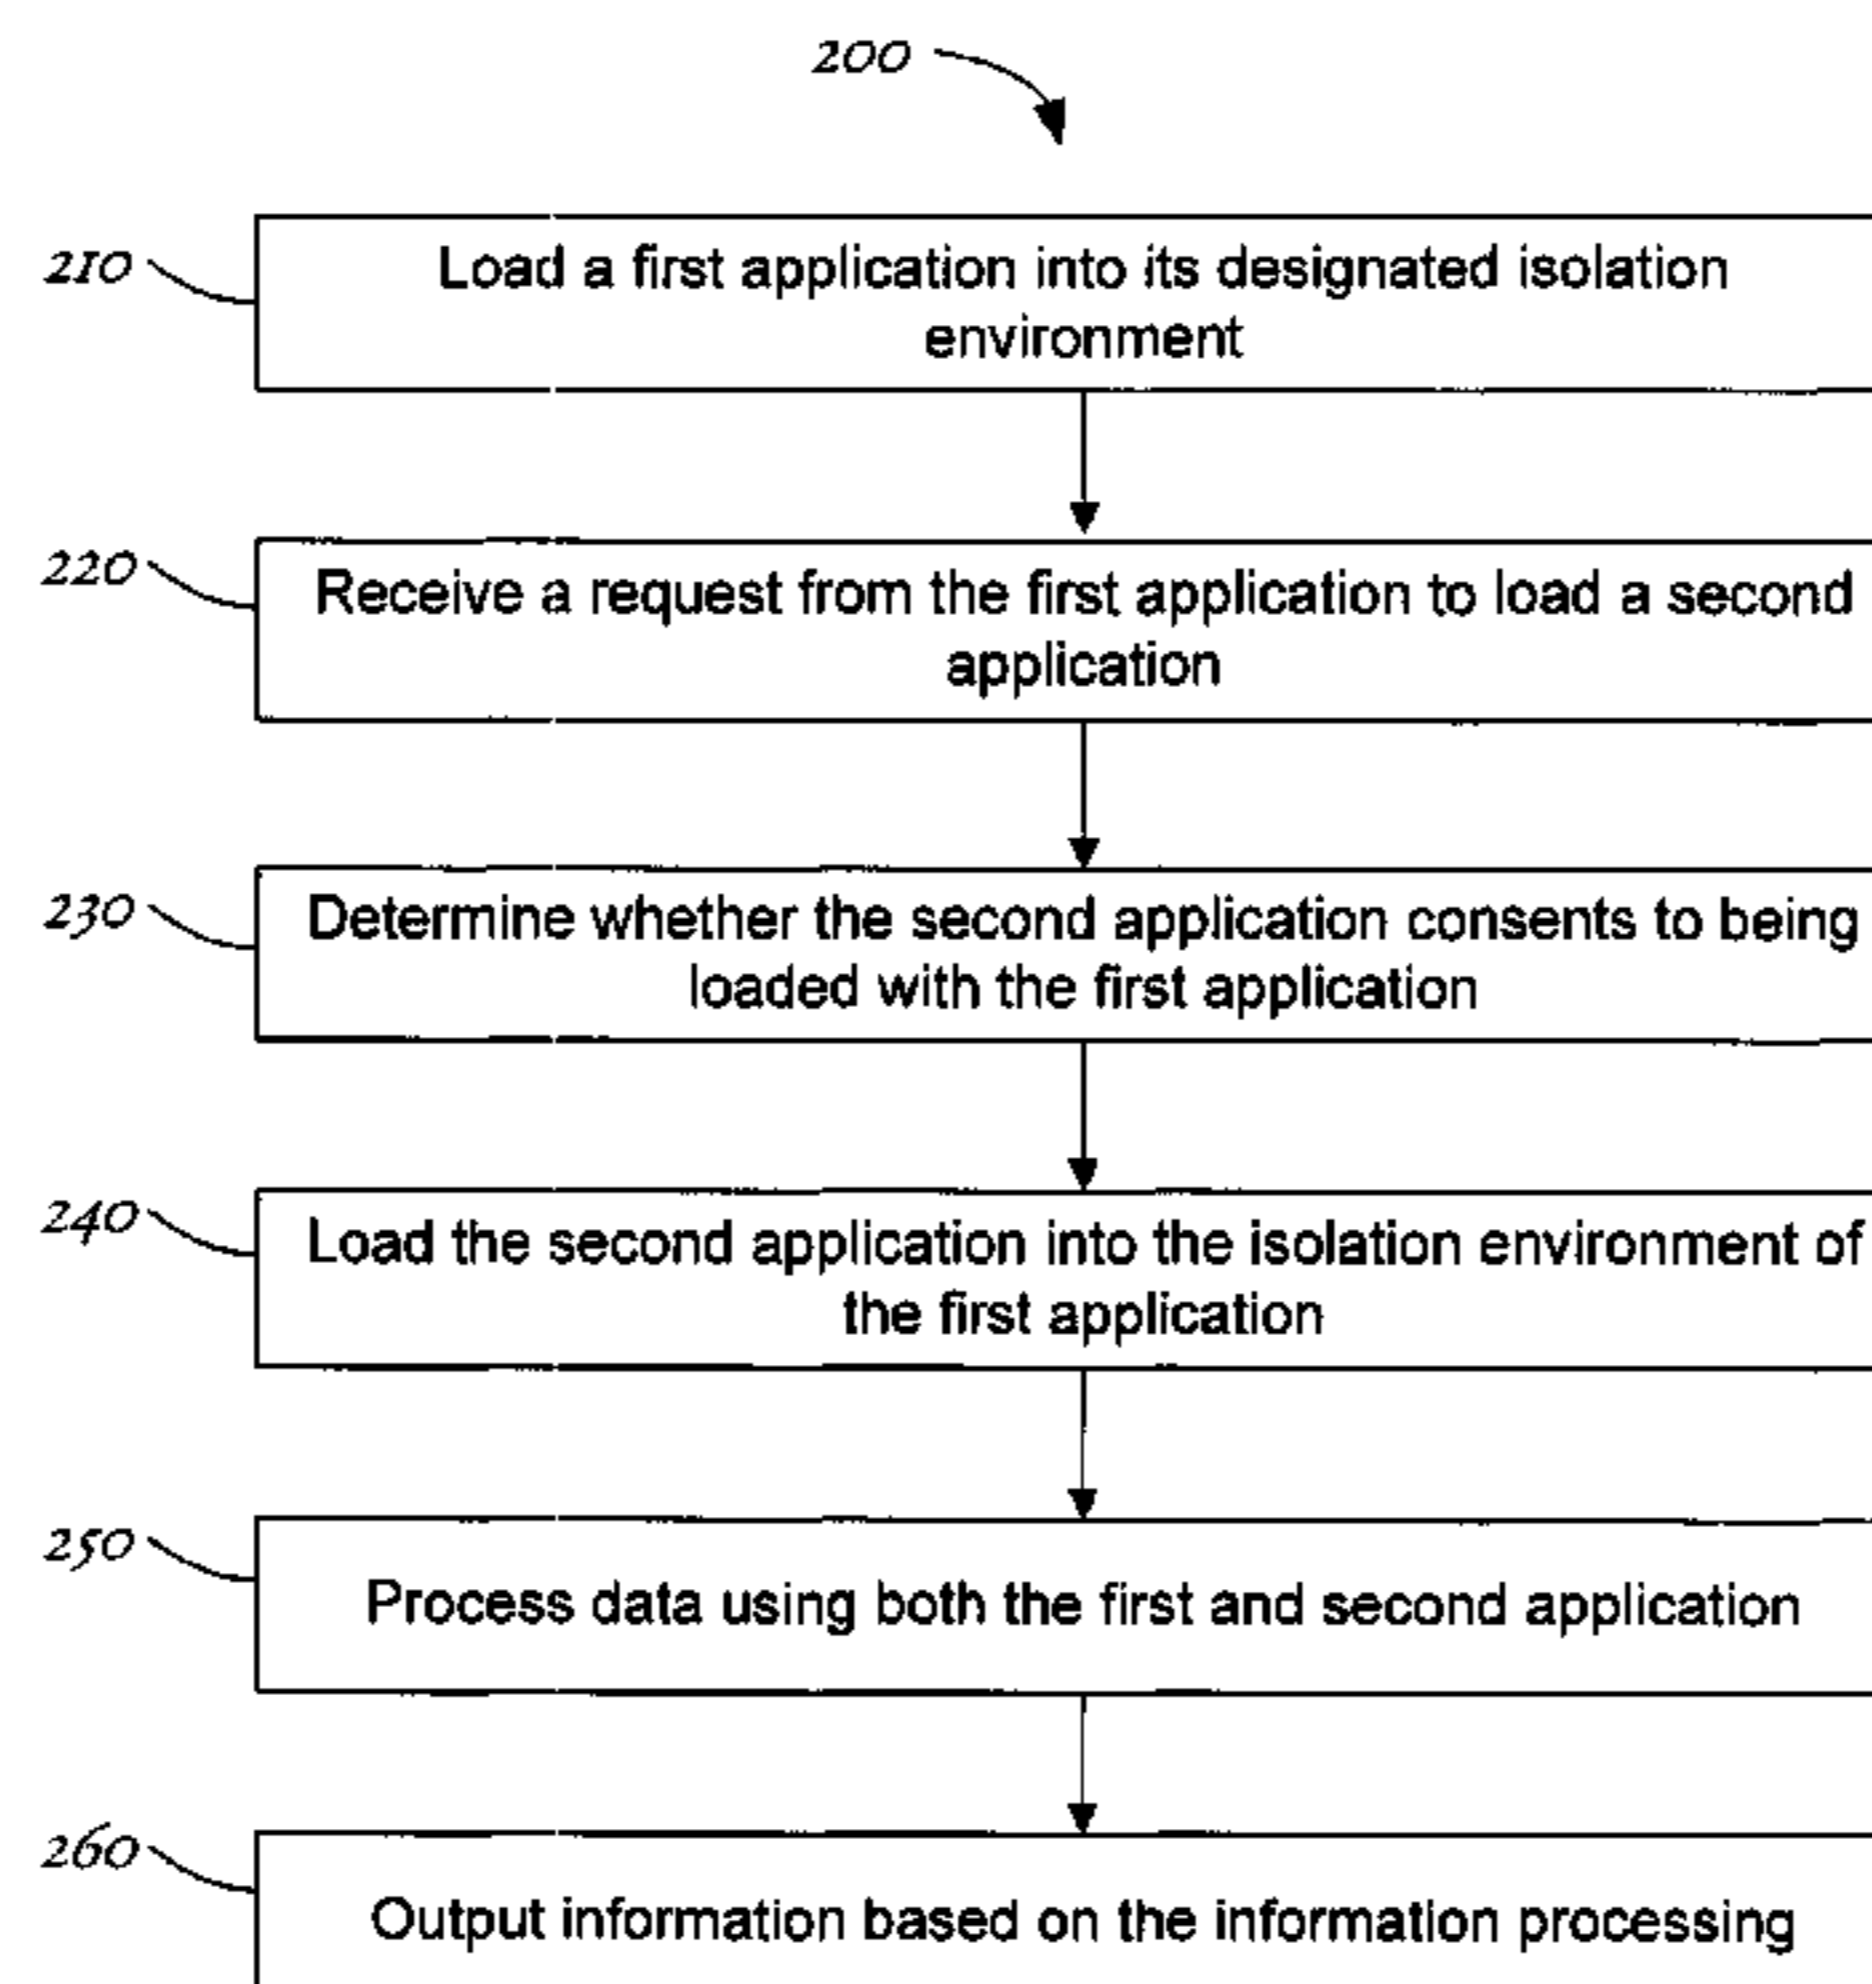 200
210
Load a first application into its designated isolation
environment
220
Receive a request from the first application to load a second
application
230
Determine whether the second application consents to being
loaded with the first application
240
Load the second application into the isolation environment of
the first application
250
Process data using both the first and second application
260
Output information based on the information processing